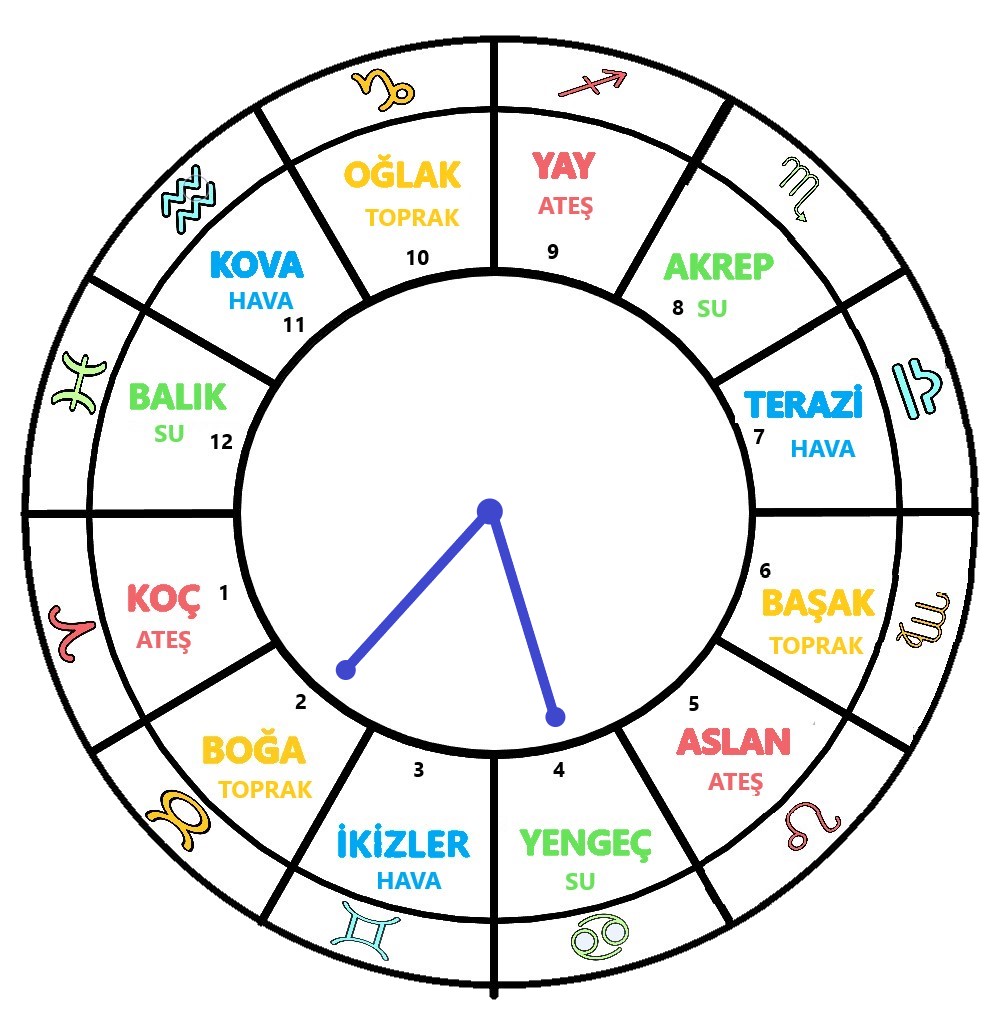 OĞLAK
TOPRAK
10
YAY
ATEŞ
9
AKREP
8 SU
TERAZİ
7
HAVA
6
BAŞAK
TOPRAK
5
ASLAN
ATEŞ
4
YENGEÇ
SU
3
İKİZLER
HAVA
2
BOĞA
TOPRAK
KOÇ 1
ATEŞ
BALIK
SU 12
KOVA
HAVA
11